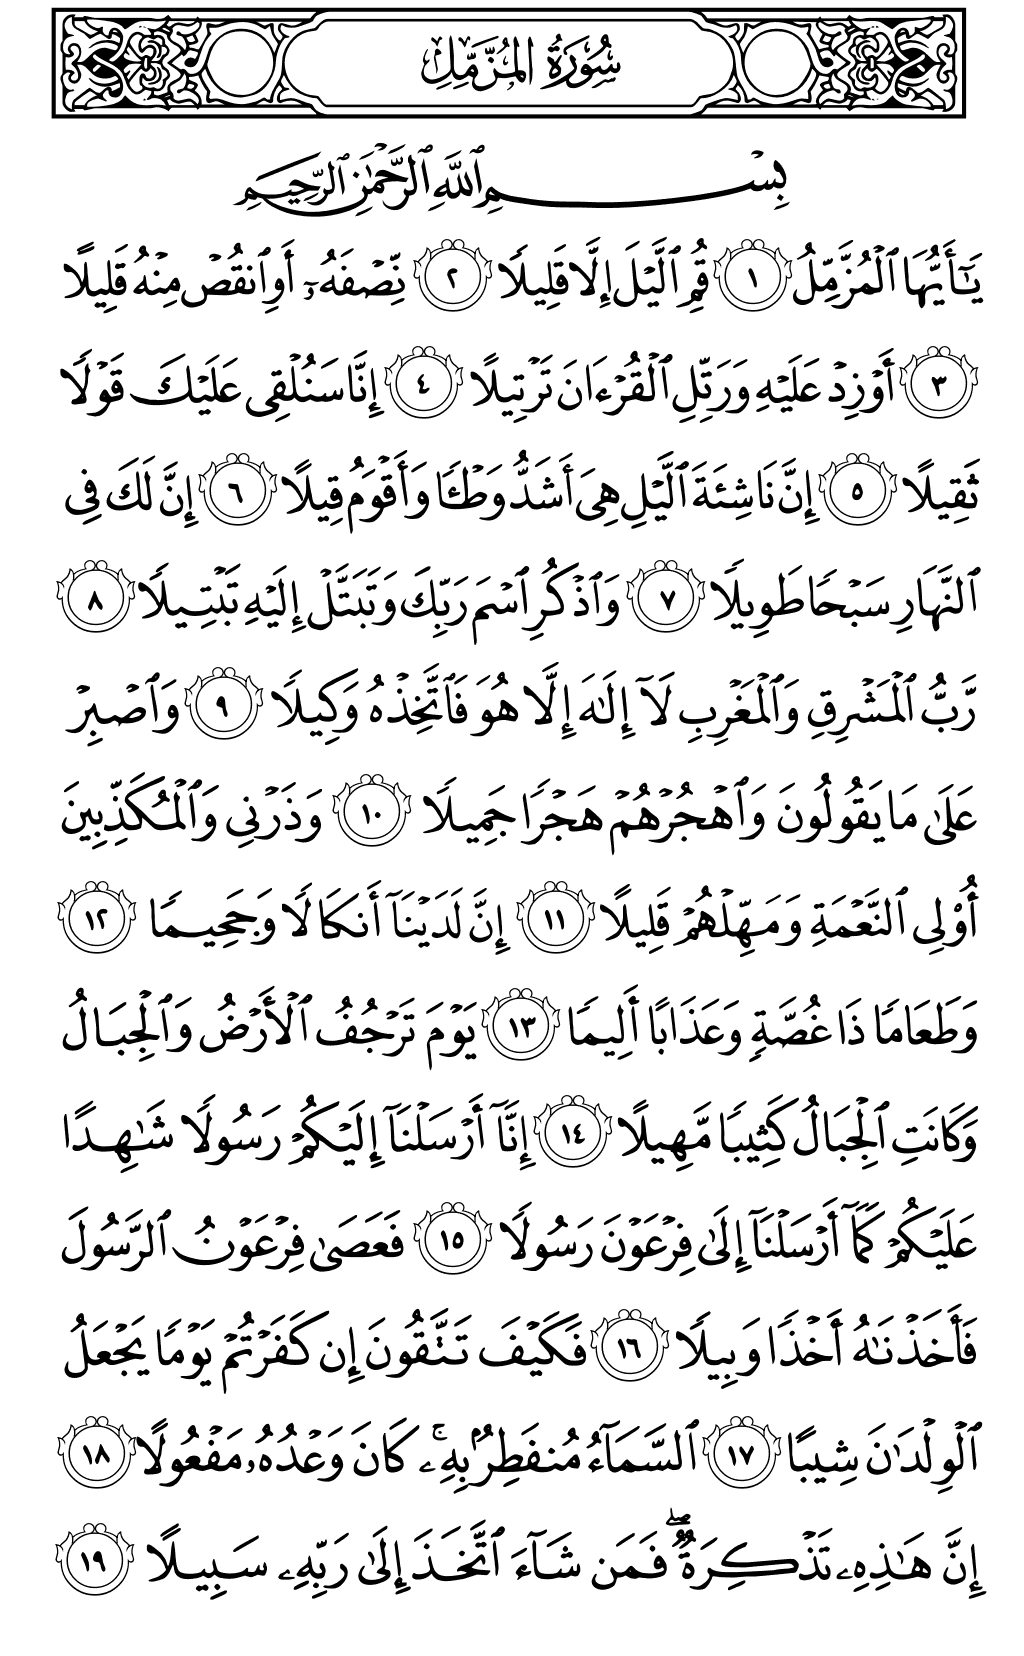 سُورَةُ المُزَّمِّلِ
بِسْمِ ٱللَّهِ ٱلرَّحْمَٰنِ ٱلرَّحِيمِ
يَـٰٓأَيُّهَا ٱلْمُزَّمِّلُ ١ قُمِ ٱلَّيْلَ إِلَّا قَلِيلًا ٢ نِّصْفَهُۥٓ أَوِ ٱنقُصْ مِنْهُ قَلِيلًا
٣ أَوْ زِدْ عَلَيْهِ وَرَتِّلِ ٱلْقُرْءَانَ تَرْتِيلًا ٤ إِنَّا سَنُلْقِى عَلَيْكَ قَوْلًا
ثَقِيلًا ٥ إِنَّ نَاشِئَةَ ٱلَّيْلِ هِىَ أَشَدُّ وَطْـًٔا وَأَقْوَمُ قِيلًا ٦ إِنَّ لَكَ فِى
ٱلنَّهَارِ سَبْحًا طَوِيلًا ٧ وَٱذْكُرِ ٱسْمَ رَبِّكَ وَتَبَتَّلْ إِلَيْهِ تَبْتِيلًا ٨
رَّبُّ ٱلْمَشْرِقِ وَٱلْمَغْرِبِ لَآ إِلَـٰهَ إِلَّا هُوَ فَٱتَّخِذْهُ وَكِيلًا ٩ وَٱصْبِرْ
عَلَىٰ مَا يَقُولُونَ وَٱهْجُرْهُمْ هَجْرًا جَمِيلًا ١٠ وَذَرْنِى وَٱلْمُكَذِّبِينَ
أُو۟لِى ٱلنَّعْمَةِ وَمَهِّلْهُمْ قَلِيلًا ١١ إِنَّ لَدَيْنَآ أَنكَالًا وَجَحِيمًا ١٢
وَطَعَامًا ذَا غُصَّةٍ وَعَذَابًا أَلِيمًا ١٣ يَوْمَ تَرْجُفُ ٱلْأَرْضُ وَٱلْجِبَالُ
وَكَانَتِ ٱلْجِبَالُ كَثِيبًا مَّهِيلًا ١٤ إِنَّآ أَرْسَلْنَآ إِلَيْكُمْ رَسُولًا شَـٰهِدًا
عَلَيْكُمْ كَمَآ أَرْسَلْنَآ إِلَىٰ فِرْعَوْنَ رَسُولًا ١٥ فَعَصَىٰ فِرْعَوْنُ ٱلرَّسُولَ
فَأَخَذْنَـٰهُ أَخْذًا وَبِيلًا ١٦ فَكَيْفَ تَتَّقُونَ إِن كَفَرْتُمْ يَوْمًا يَجْعَلُ
ٱلْوِلْدَٰنَ شِيبًا ١٧ ٱلسَّمَآءُ مُنفَطِرٌۢ بِهِۦ ۚ كَانَ وَعْدُهُۥ مَفْعُولًا ١٨
إِنَّ هَـٰذِهِۦ تَذْكِرَةٌ ۖ فَمَن شَآءَ ٱتَّخَذَ إِلَىٰ رَبِّهِۦ سَبِيلًا ١٩